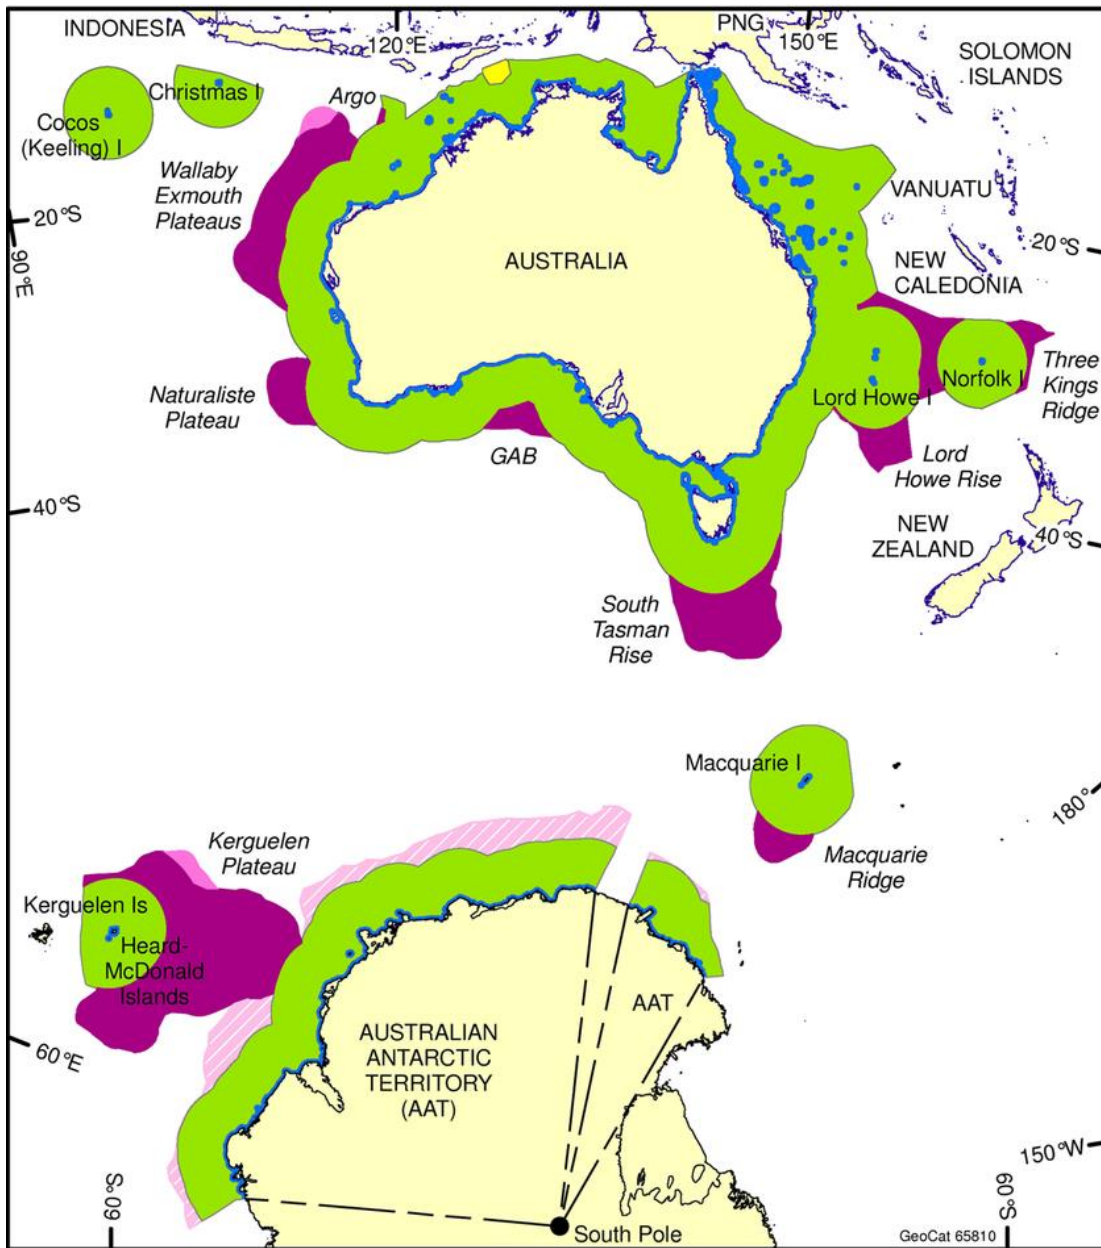 INDONESIA
120°E
PNG
150°E
SOLOMON
ISLANDS
Christmas I
Argo
Cocos
(Keeling) I
Wallaby
Exmouth
Plateaus
VANUATU
20°S
90°E
AUSTRALIA
20°S
NEW
CALEDONIA
Naturaliste
Plateau
GAB
Lord Howe I
Norfolk I
Three
Kings
Ridge
Lord
Howe Rise
40°S
NEW
ZEALAND
40°S
South
Tasman
Rise
Macquarie I
180°
Kerguelen
Plateau
Macquarie
Ridge
Kerguelen Is
Heard-
McDonald
Islands
AAT
60°E
AUSTRALIAN
ANTARCTIC
TERRITORY
(AAT)
150°W
60°S
60°S
South Pole
GeoCat 65810